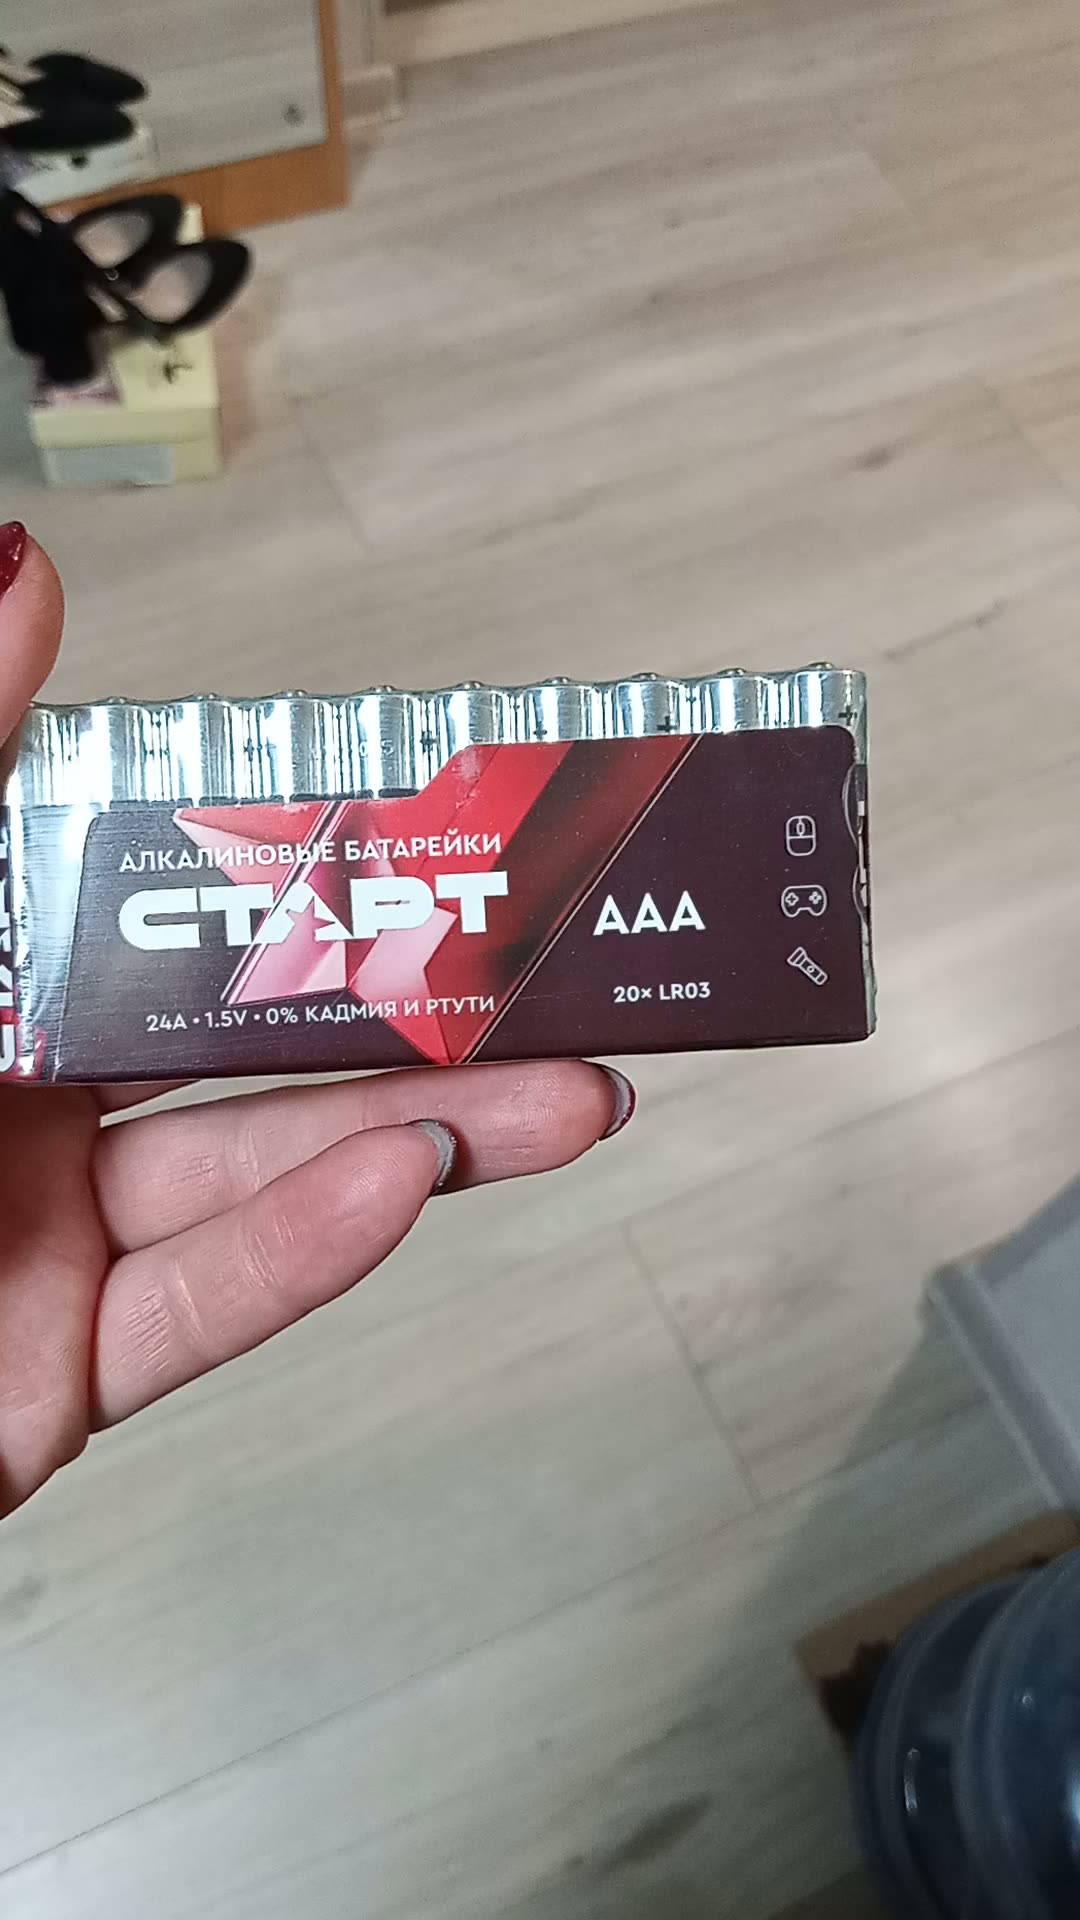 АЛКАЛИНОВЫЕ БАТАРЕЙКИ
СТАРТ
24A • 1.5V • 0% КАДМИЯ И РТУТИ
AAA
20× LR03